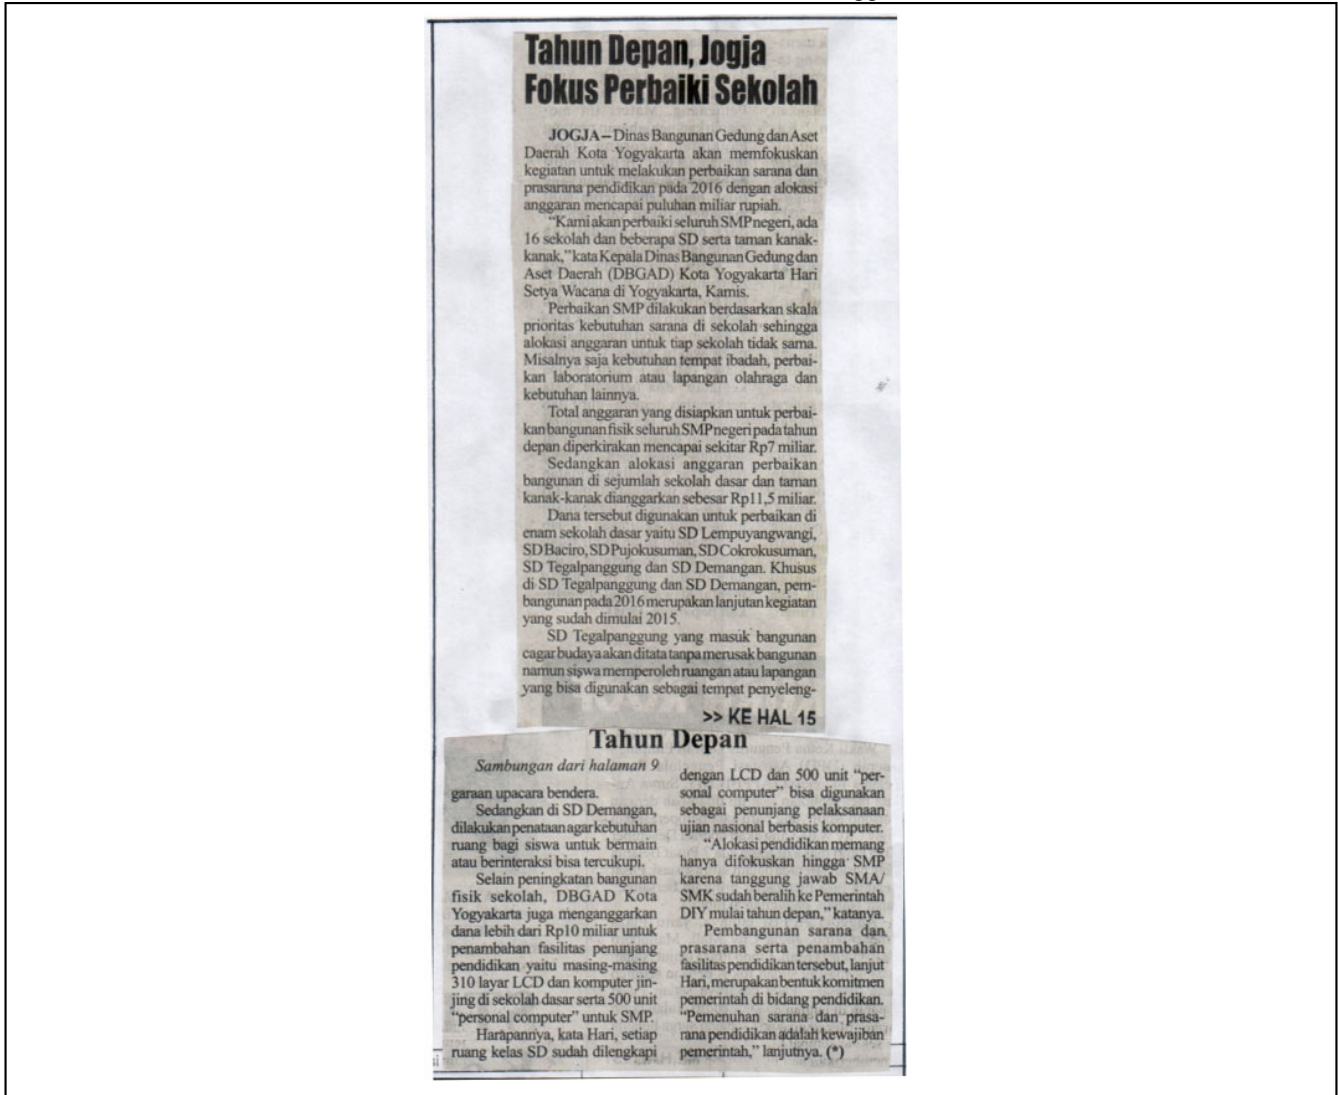 Tahun Depan, Jogja
Fokus Perbaiki Sekolah
JOGJA – Dinas Bangunan Gedung dan Aset
Daerah Kota Yogyakarta akan memfokuskan
kegiatan untuk melakukan perbaikan sarana dan
prasarana pendidikan pada 2016 dengan alokasi
anggaran mencapai puluhan miliar rupiah.
“Kami akan perbaiki seluruh SMP negeri, ada
16 sekolah dan beberapa SD serta taman kanak-
kanak,” kata Kepala Dinas Bangunan Gedung dan
Aset Daerah (DBGAD) Kota Yogyakarta Hari
Setya Wacana di Yogyakarta, Kamis.
Perbaikan SMP dilakukan berdasarkan skala
prioritas kebutuhan sarana di sekolah sehingga
alokasi anggaran untuk tiap sekolah tidak sama.
Misalnya saja kebutuhan tempat ibadah, perbai-
kan laboratorium atau lapangan olahraga dan
kebutuhan lainnya.
Total anggaran yang disiapkan untuk perbai-
kan bangunan fisik seluruh SMP negeri pada tahun
depan diperkirakan mencapai sekitar Rp7 miliar.
Sedangkan alokasi anggaran perbaikan
bangunan di sejumlah sekolah dasar dan taman
kanak-kanak dianggarkan sebesar Rp11,5 miliar.
Dana tersebut digunakan untuk perbaikan di
enam sekolah dasar yaitu SD Lempuyangwangi,
SD Baciro, SD Pujokusuman, SD Cokrokusuman,
SD Tegalpanggung dan SD Demangan. Khusus
di SD Tegalpanggung dan SD Demangan, pem-
bangunan pada 2016 merupakan lanjutan kegiatan
yang sudah dimulai 2015.
SD Tegalpanggung yang masuk bangunan
cagar budaya akan ditata tanpa merusak bangunan
namun siswa memperoleh ruangan atau lapangan
yang bisa digunakan sebagai tempat penyeleng-
>> KE HAL 15
Tahun Depan
Sambungan dari halaman 9
garaan upacara bendera.
Sedangkan di SD Demangan,
dilakukan penataan agar kebutuhan
ruang bagi siswa untuk bermain
atau berinteraksi bisa tercukupi.
Selain peningkatan bangunan
fisik sekolah, DBGAD Kota
Yogyakarta juga menganggarkan
dana lebih dari Rp10 miliar untuk
penambahan fasilitas penunjang
pendidikan yaitu masing-masing
310 layar LCD dan komputer jin-
jing di sekolah dasar serta 500 unit
“personal computer” untuk SMP.
Harapannya, kata Hari, setiap
ruang kelas SD sudah dilengkapi
dengan LCD dan 500 unit “per-
sonal computer” bisa digunakan
sebagai penunjang pelaksanaan
ujian nasional berbasis komputer.
“Alokasi pendidikan memang
hanya difokuskan hingga SMP
karena tanggung jawab SMA/
SMK sudah beralih ke Pemerintah
DIY mulai tahun depan,” katanya.
Pembangunan sarana dan
prasarana serta penambahan
fasilitas pendidikan tersebut, lanjut
Hari, merupakan bentuk komitmen
pemerintah di bidang pendidikan.
“Pemenuhan sarana dan prasa-
rana pendidikan adalah kewajiban
pemerintah,” lanjutnya. (*)